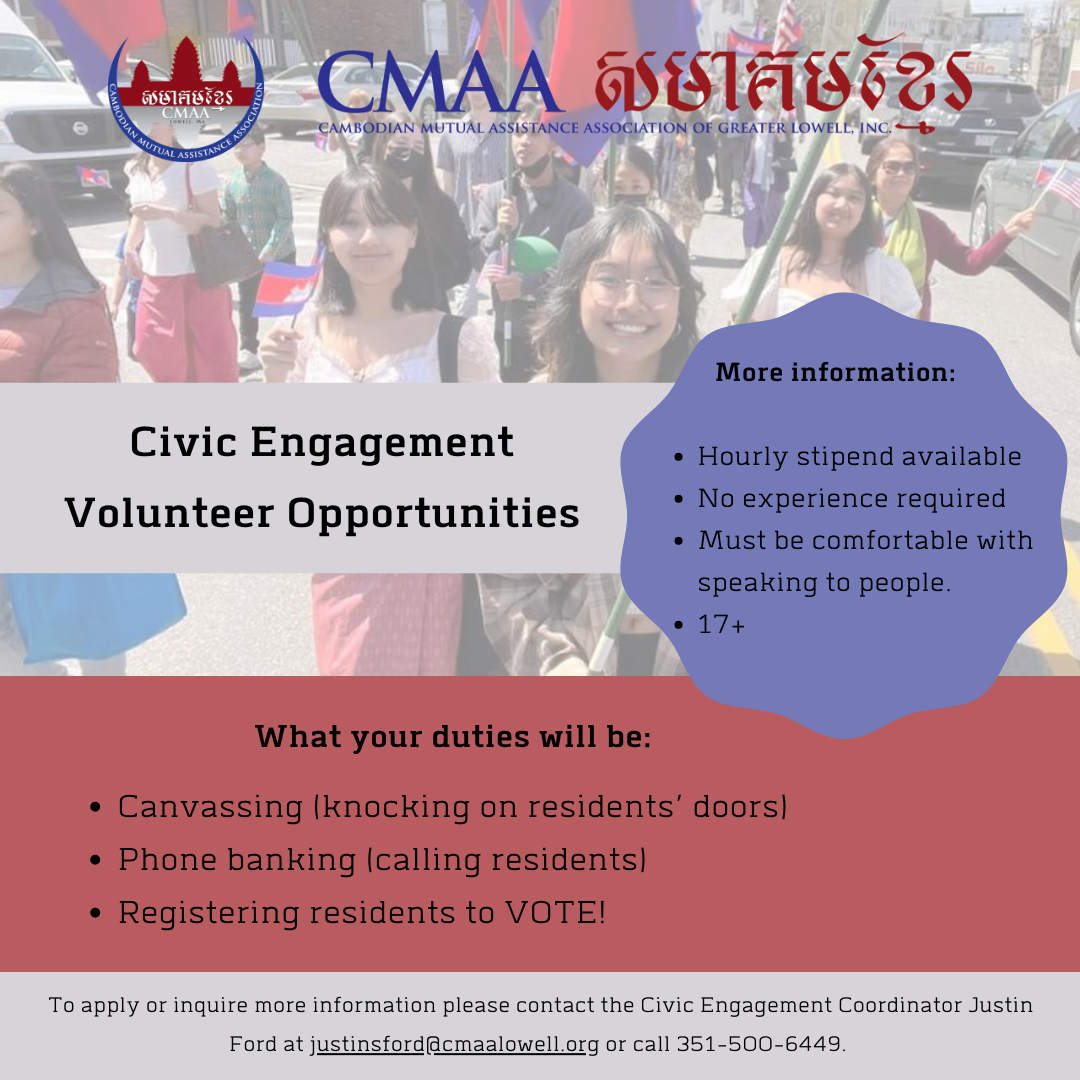 សមាគមខ្មែរ
CMAA
LOWELL, MA
CAMBODIAN MUTUAL ASSISTANCE ASSOCIATION
CMAA សមាគមខ្មែរ
CAMBODIAN MUTUAL ASSISTANCE ASSOCIATION OF GREATER LOWELL, INC.
Civic Engagement
Volunteer Opportunities
More information:
• Hourly stipend available
• No experience required
• Must be comfortable with
speaking to people.
• 17+
What your duties will be:
• Canvassing (knocking on residents’ doors)
• Phone banking (calling residents)
• Registering residents to VOTE!
To apply or inquire more information please contact the Civic Engagement Coordinator Justin
Ford at justinsford@cmaalowell.org or call 351-500-6449.